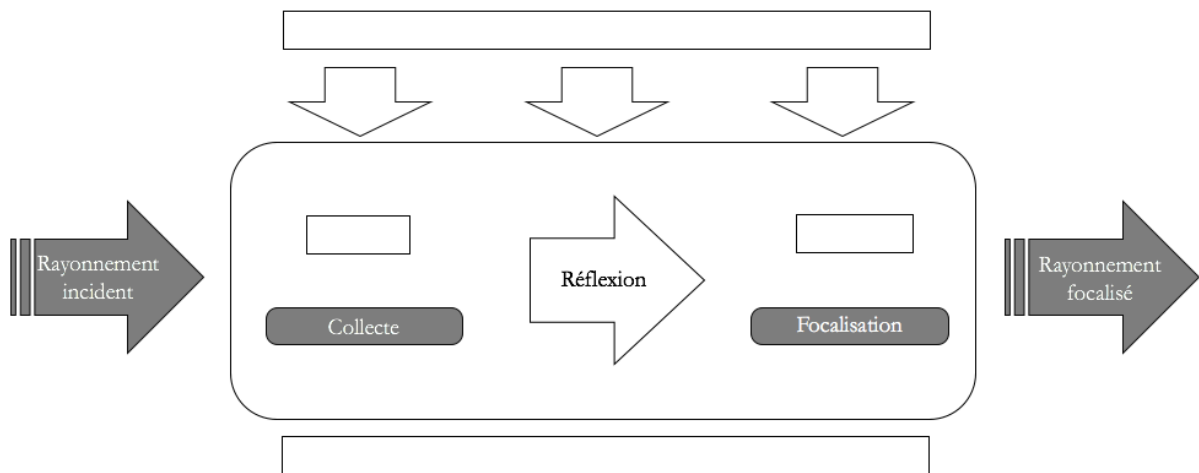 Rayonnement
incident
Collecte
Réflexion
Focalisation
Rayonnement
focalisé